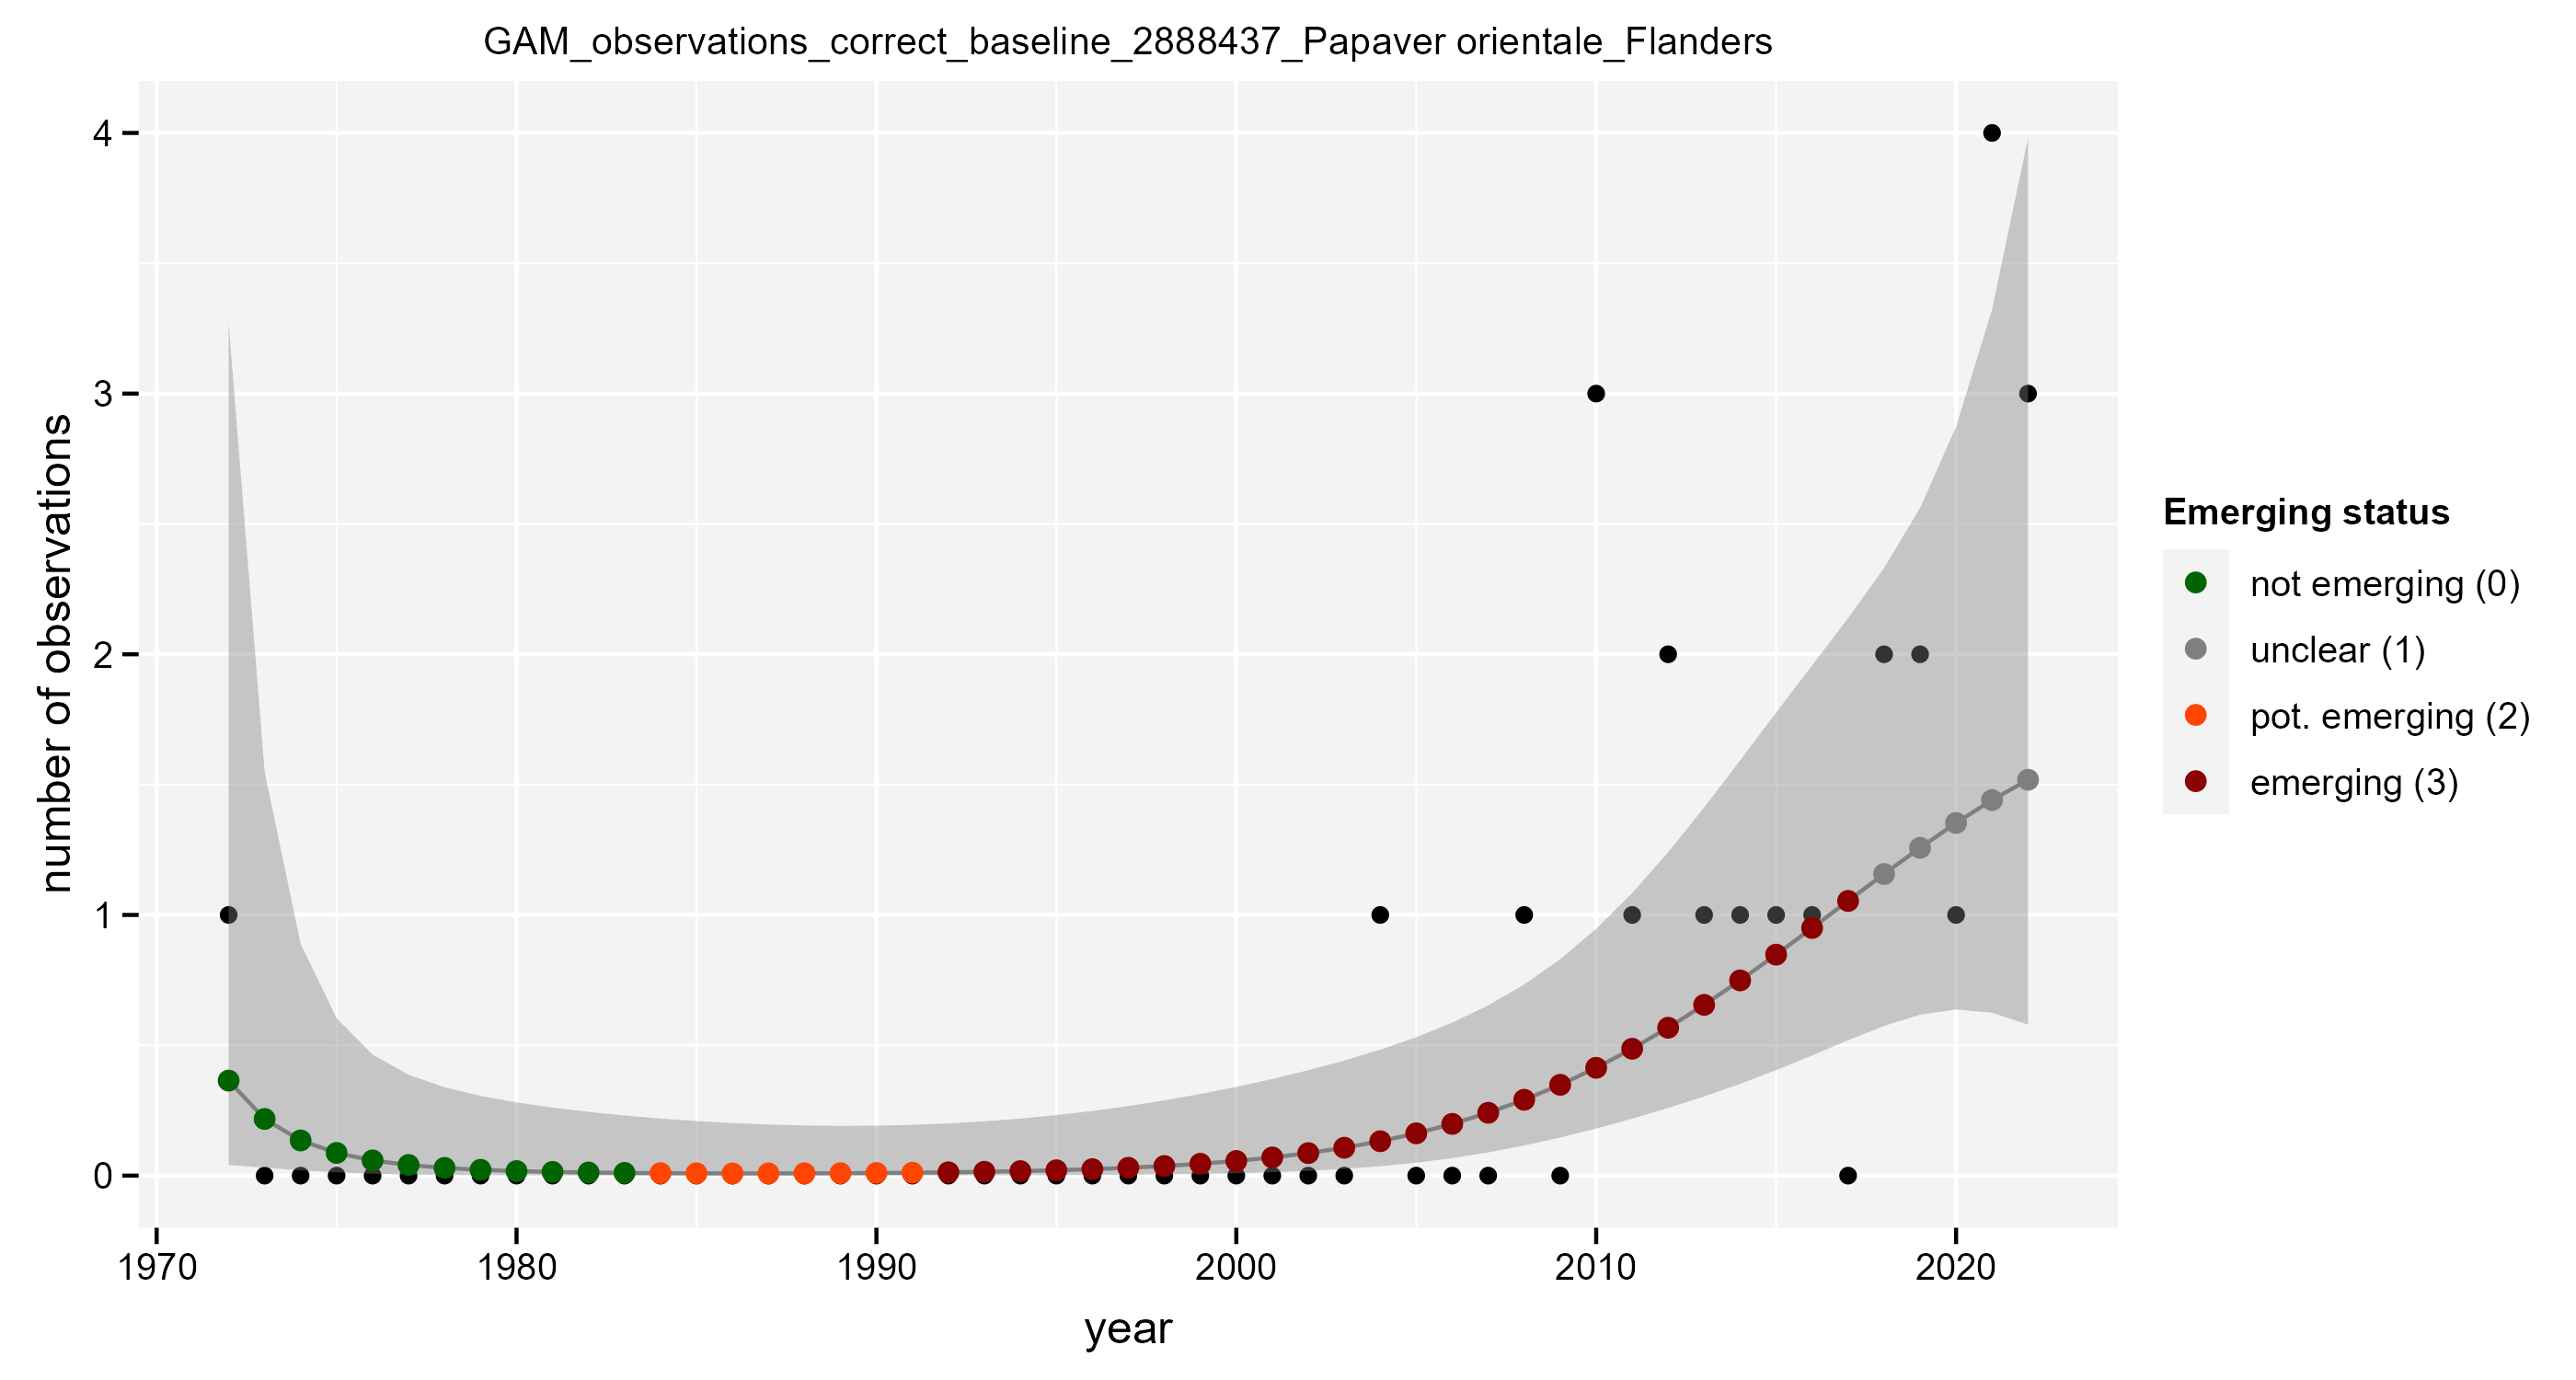 GAM_observations_correct_baseline_2888437_Papaver orientale_Flanders
number of observations
4
3
2
1
0
1970 1980 1990 2000 2010 2020
year
Emerging status
not emerging (0)
unclear (1)
pot. emerging (2)
emerging (3)